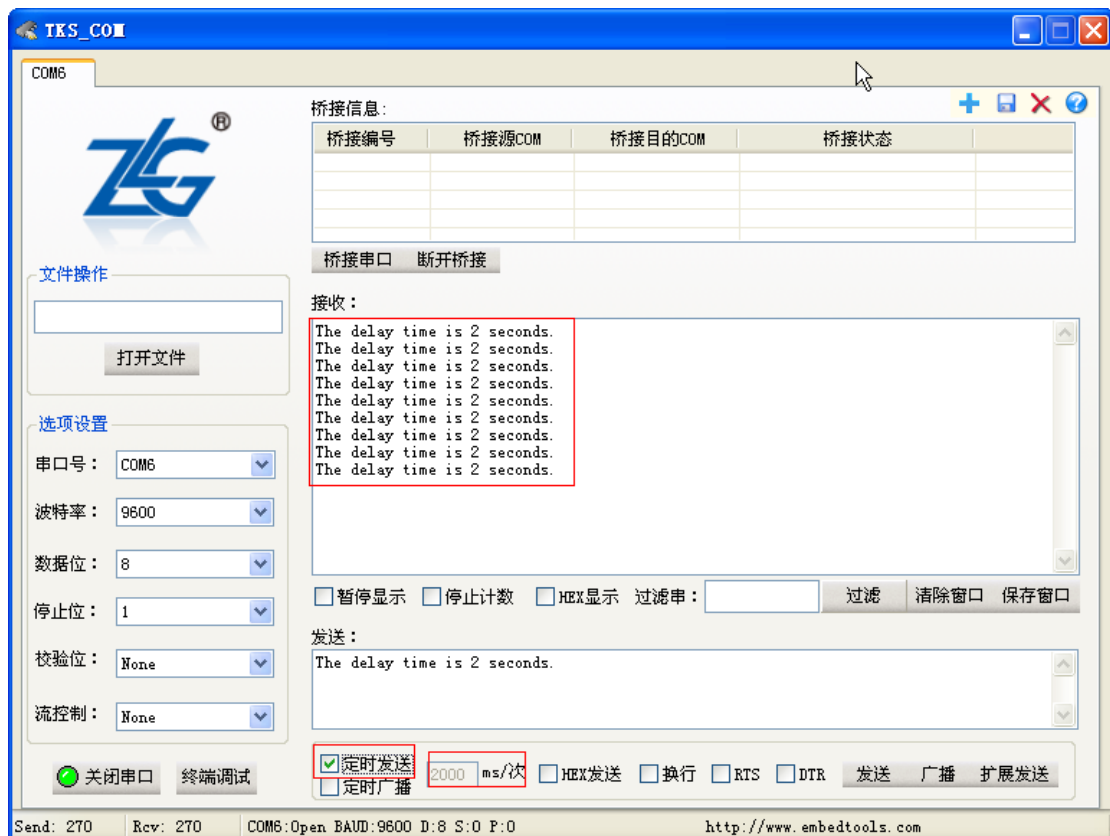 TKS_COM
COM6
ZLG®
桥接信息:
桥接编号 桥接源COM 桥接目的COM 桥接状态
桥接串口 断开桥接
文件操作
打开文件
接收：
The delay time is 2 seconds.
The delay time is 2 seconds.
The delay time is 2 seconds.
The delay time is 2 seconds.
The delay time is 2 seconds.
The delay time is 2 seconds.
The delay time is 2 seconds.
The delay time is 2 seconds.
The delay time is 2 seconds.
选项设置
串口号： COM6
波特率： 9600
数据位： 8
停止位： 1
校验位： None
流控制： None
关闭串口 终端调试
暂停显示 停止计数 HEX显示 过滤串： 过滤 清除窗口 保存窗口
发送：
The delay time is 2 seconds.
定时发送
定时广播
2000 ms/次 HEX发送 换行 RTS DTR 发送 广播 扩展发送
Send: 270 Rcv: 270 COM6:Open BAUD:9600 D:8 S:0 P:0 http://www.embedtools.com